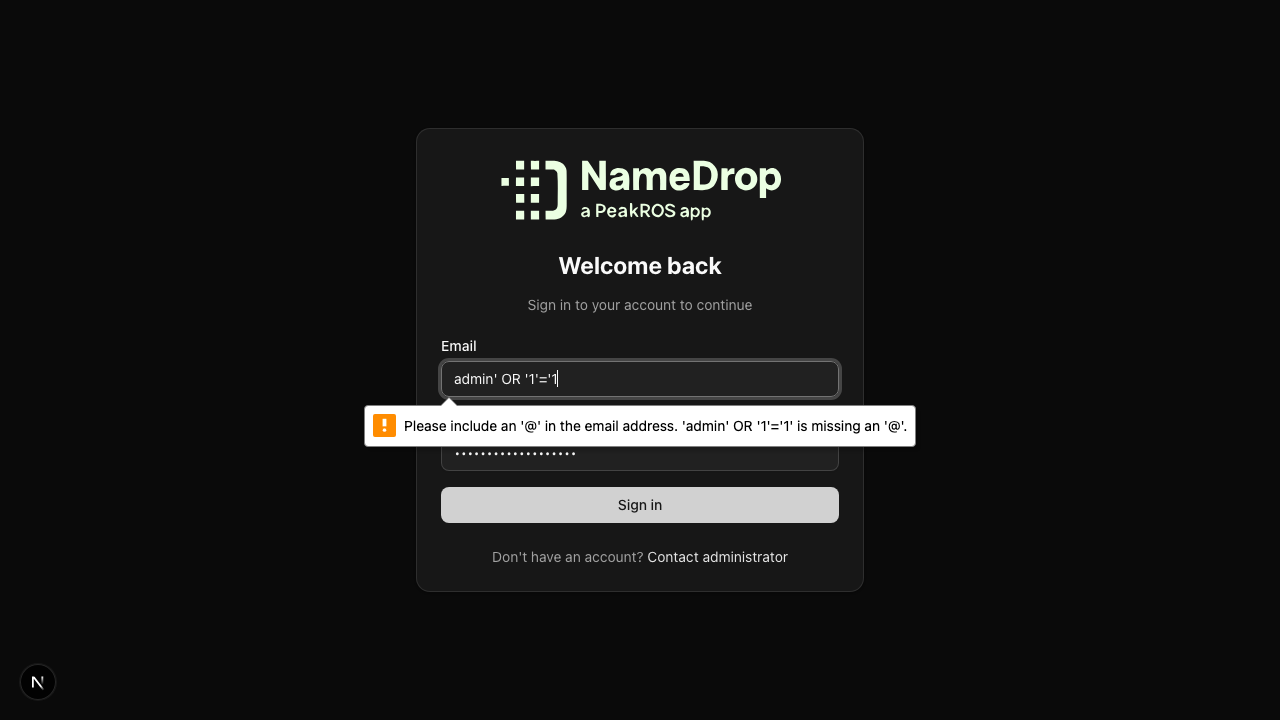 NameDrop
a PeakROS app
Welcome back
Sign in to your account to continue
Email
admin' OR '1'='1
Please include an '@' in the email address. 'admin' OR '1'='1' is missing an '@'.
•••••••••••••••••••
Sign in
Don't have an account? Contact administrator
N